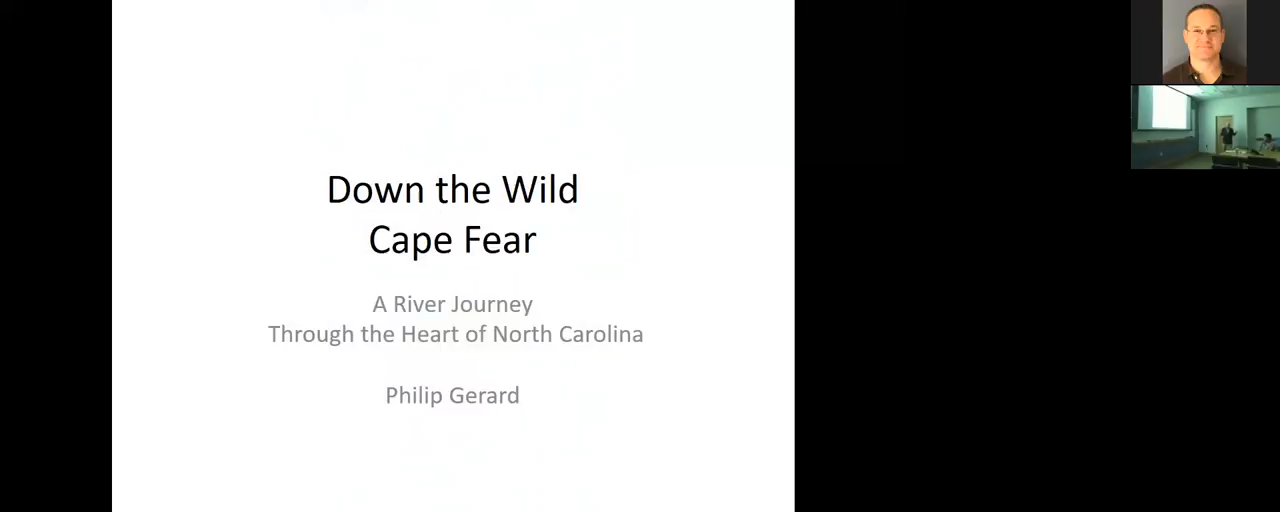 Down the Wild
Cape Fear
A River Journey
Through the Heart of North Carolina
Philip Gerard